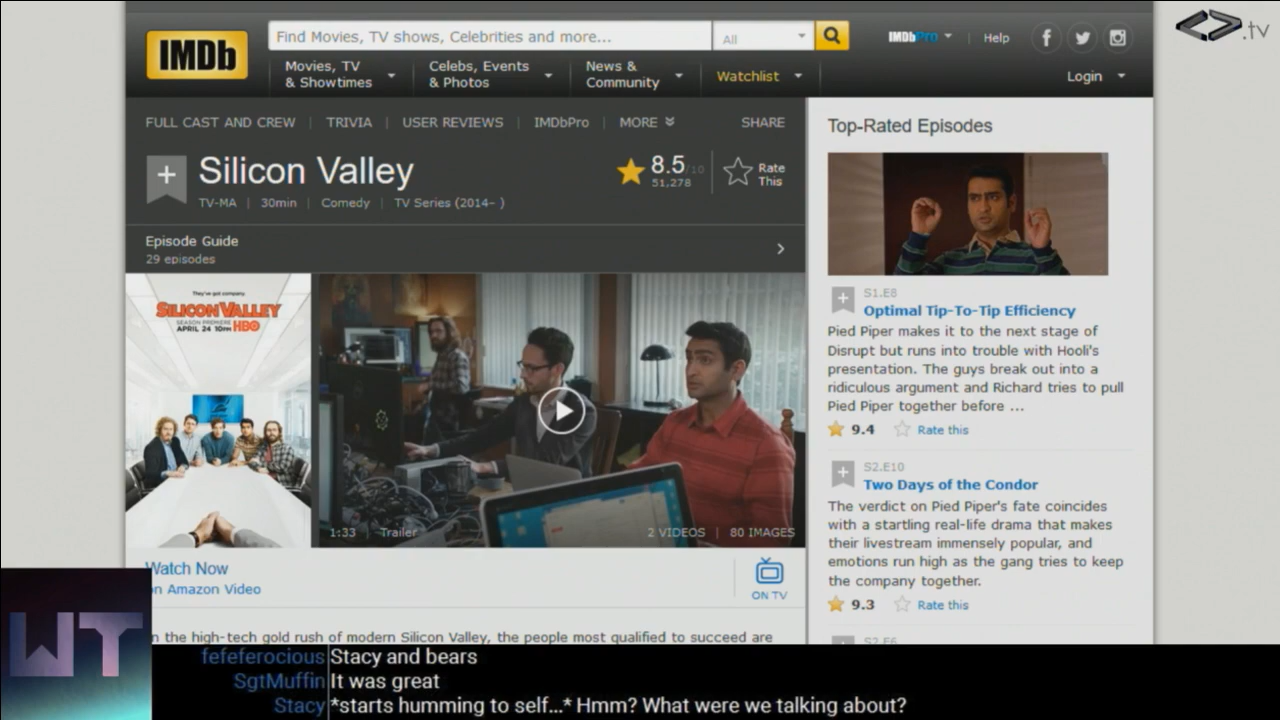 IMDb
Find Movies, TV shows, Celebrities and more...
All
IMDbPro
Help
.tv
Movies, TV
& Showtimes
Celebs, Events
& Photos
News &
Community
Watchlist
Login
FULL CAST AND CREW | TRIVIA | USER REVIEWS | IMDbPro | MORE
SHARE
Silicon Valley
8.5/10
51,278
Rate
This
TV-MA | 30min | Comedy | TV Series (2014– )
Episode Guide
29 episodes
They've got company.
SILICON VALLEY
SEASON PREMIERE
APRIL 24 10PM HBO
1:33 | Trailer
2 VIDEOS | 80 IMAGES
Watch Now
on Amazon Video
ON TV
in the high-tech gold rush of modern Silicon Valley, the people most qualified to succeed are
Top-Rated Episodes
S1.E8
Optimal Tip-To-Tip Efficiency
Pied Piper makes it to the next stage of
Disrupt but runs into trouble with Hooli's
presentation. The guys break out into a
ridiculous argument and Richard tries to pull
Pied Piper together before ...
9.4 Rate this
S2.E10
Two Days of the Condor
The verdict on Pied Piper's fate coincides
with a startling real-life drama that makes
their livestream immensely popular, and
emotions run high as the gang tries to keep
the company together.
9.3 Rate this
S2.E6
WT
fefeferocious Stacy and bears
SgtMuffin It was great
Stacy *starts humming to self...* Hmm? What were we talking about?